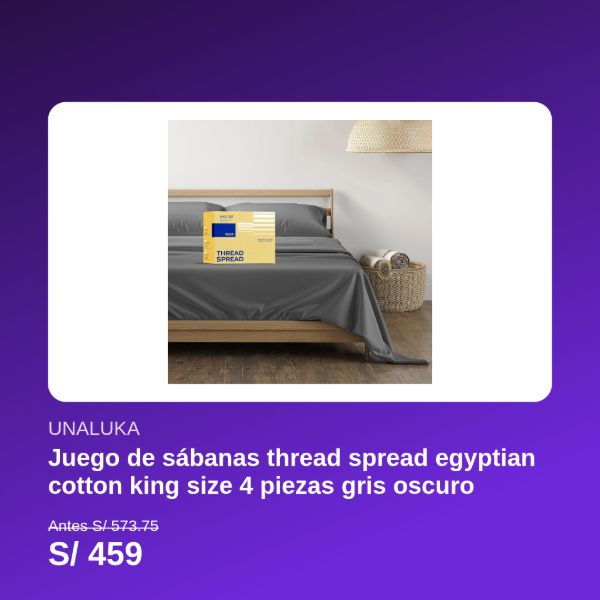 THREAD
SPREAD
UNALUKA
Juego de sábanas thread spread egyptian
cotton king size 4 piezas gris oscuro
Antes S/ 573.75
S/ 459